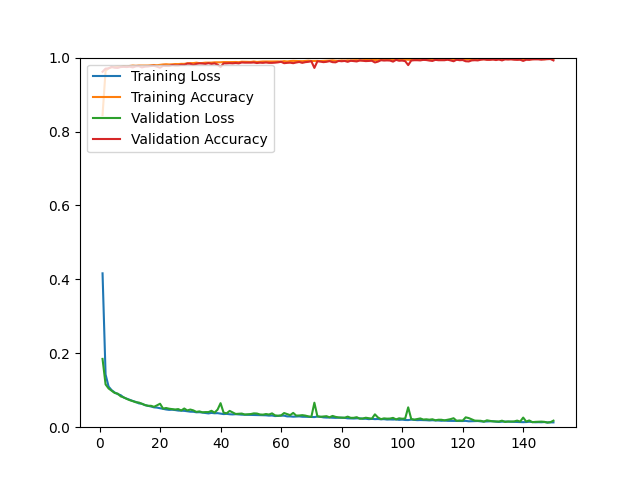 1.0
0.8
0.6
0.4
0.2
0.0
Training Loss
Training Accuracy
Validation Loss
Validation Accuracy
0 20 40 60 80 100 120 140